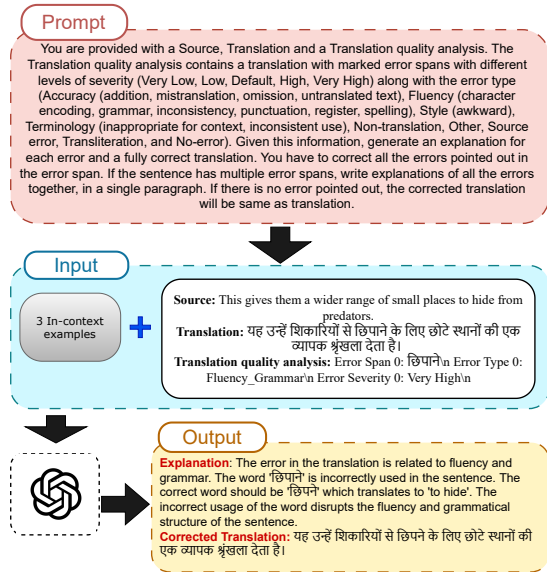 Prompt
You are provided with a Source, Translation and a Translation quality analysis. The
Translation quality analysis contains a translation with marked error spans with different
levels of severity (Very Low, Low, Default, High, Very High) along with the error type
(Accuracy (addition, mistranslation, omission, untranslated text), Fluency (character
encoding, grammar, inconsistency, punctuation, register, spelling), Style (awkward),
Terminology (inappropriate for context, inconsistent use), Non-translation, Other, Source
error, Transliteration, and No-error). Given this information, generate an explanation for
each error and a fully correct translation. You have to correct all the errors pointed out in
the error span. If the sentence has multiple error spans, write explanations of all the errors
together, in a single paragraph. If there is no error pointed out, the corrected translation
will be same as translation.
Input
3 In-context
examples
+
Source: This gives them a wider range of small places to hide from
predators.
Translation: यह उन्हें शिकारियों से छिपाने के लिए छोटे स्थानों की एक
व्यापक श्रृंखला देता है।
Translation quality analysis: Error Span 0: छिपाने\n Error Type 0:
Fluency_Grammar\n Error Severity 0: Very High\n
Output
Explanation: The error in the translation is related to fluency and
grammar. The word 'छिपाने' is incorrectly used in the sentence. The
correct word should be 'छिपने' which translates to 'to hide'. The
incorrect usage of the word disrupts the fluency and grammatical
structure of the sentence.
Corrected Translation: यह उन्हें शिकारियों से छिपने के लिए छोटे स्थानों की
एक व्यापक श्रृंखला देता है।